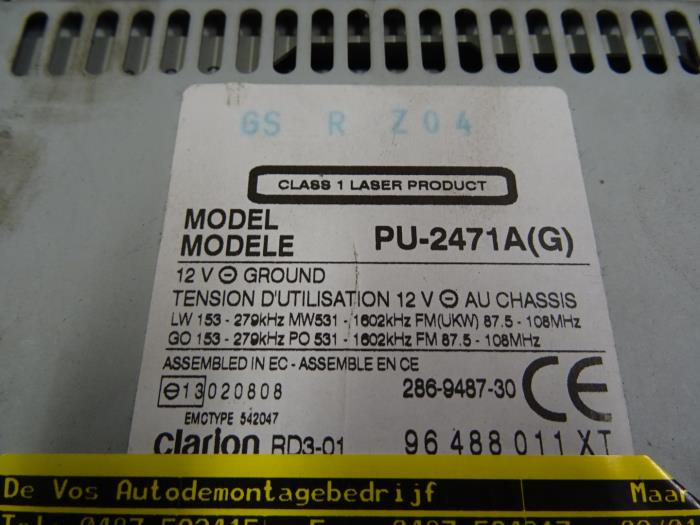 GS R Z04
CLASS 1 LASER PRODUCT
MODEL
MODELE PU-2471A(G)
12 V ⊖ GROUND
TENSION D'UTILISATION 12 V ⊖ AU CHASSIS
LW 153 - 279kHz MW531 - 1602kHz FM(UKW) 87.5 - 108MHz
GO 153 - 279kHz PO 531 - 1602kHz FM 87.5 - 108MHz
ASSEMBLED IN EC - ASSEMBLE EN CE
⊖13 020808 286-9487-30 CE
EMCTYPE 542047
clarion RD3-01 96 488 011 XT
De Vos Autodemontagebedrijf Maar